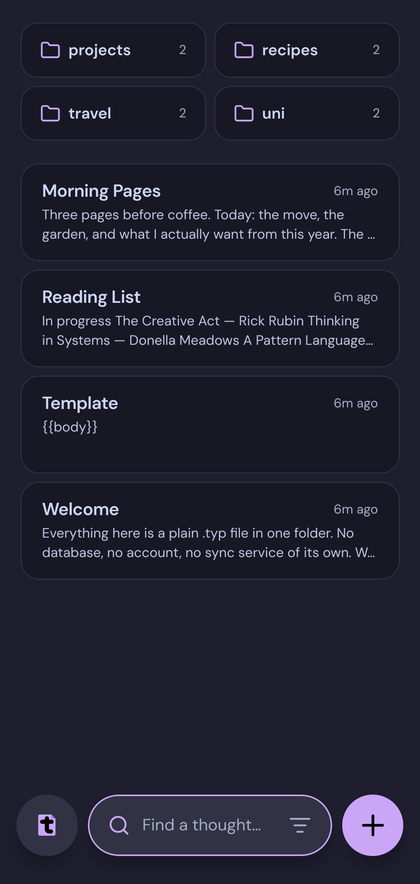 projects 2
recipes 2
travel 2
uni 2
Morning Pages 6m ago
Three pages before coffee. Today: the move, the
garden, and what I actually want from this year. The ...
Reading List 6m ago
In progress The Creative Act — Rick Rubin Thinking
in Systems — Donella Meadows A Pattern Language...
Template 6m ago
{{body}}
Welcome 6m ago
Everything here is a plain .typ file in one folder. No
database, no account, no sync service of its own. W...
t
Find a thought...